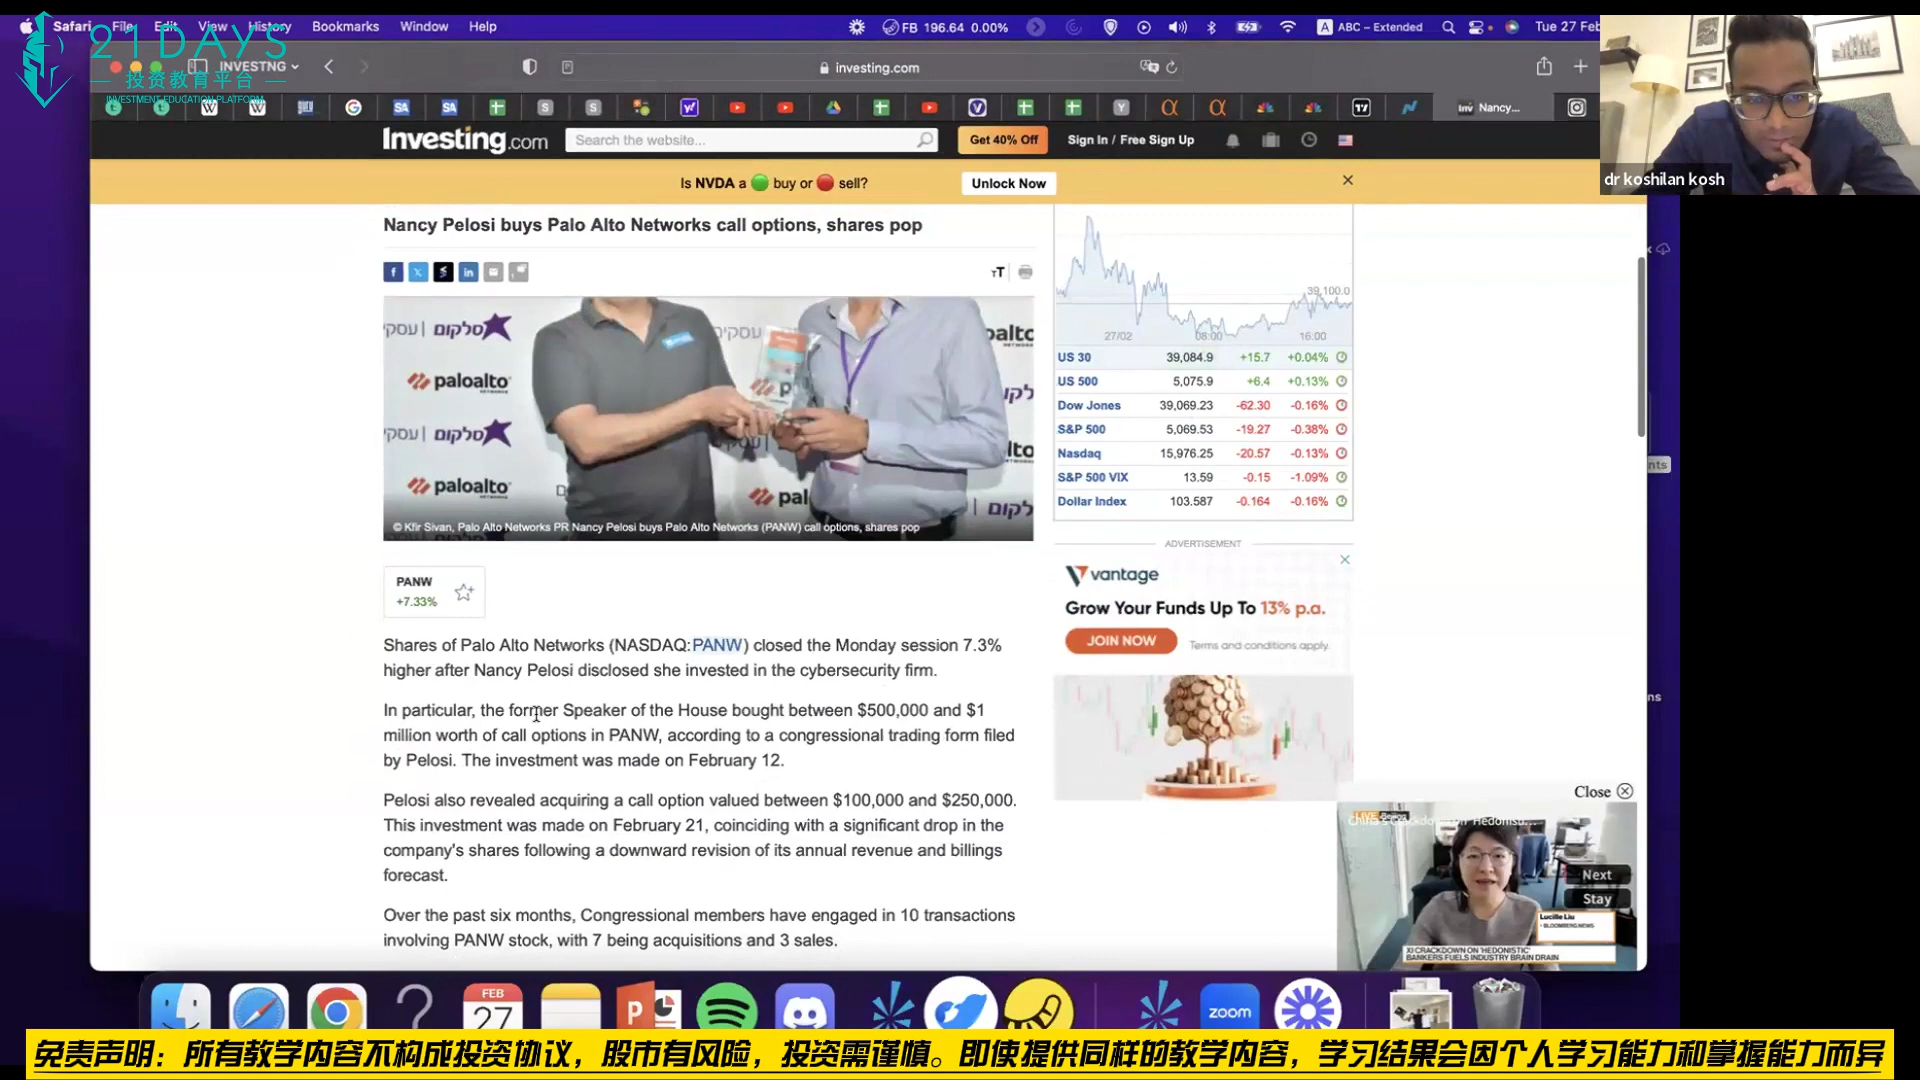 Safari File Edit View History Bookmarks Window Help
FB 196.64 0.00%
ABC – Extended
Tue 27 Feb
21DAYS
投资教育平台
INVESTMENT EDUCATION PLATFORM
INVESTNG
investing.com
Inv Nancy...
Investing.com
Search the website...
Get 40% Off
Sign In / Free Sign Up
dr koshilan kosh
Is NVDA a buy or sell?
Unlock Now
Nancy Pelosi buys Palo Alto Networks call options, shares pop
סלקום
paloalto
© Kfir Sivan, Palo Alto Networks PR Nancy Pelosi buys Palo Alto Networks (PANW) call options, shares pop
39,100.0
27/02 08:00 16:00
US 30 39,084.9 +15.7 +0.04%
US 500 5,075.9 +6.4 +0.13%
Dow Jones 39,069.23 -62.30 -0.16%
S&P 500 5,069.53 -19.27 -0.38%
Nasdaq 15,976.25 -20.57 -0.13%
S&P 500 VIX 13.59 -0.15 -1.09%
Dollar Index 103.587 -0.164 -0.16%
ADVERTISEMENT
vantage
Grow Your Funds Up To 13% p.a.
JOIN NOW
Terms and conditions apply.
PANW
+7.33%
Shares of Palo Alto Networks (NASDAQ:PANW) closed the Monday session 7.3%
higher after Nancy Pelosi disclosed she invested in the cybersecurity firm.
In particular, the former Speaker of the House bought between $500,000 and $1
million worth of call options in PANW, according to a congressional trading form filed
by Pelosi. The investment was made on February 12.
Pelosi also revealed acquiring a call option valued between $100,000 and $250,000.
This investment was made on February 21, coinciding with a significant drop in the
company's shares following a downward revision of its annual revenue and billings
forecast.
Over the past six months, Congressional members have engaged in 10 transactions
involving PANW stock, with 7 being acquisitions and 3 sales.
Close
Next
Stay
Lucille Liu
BLOOMBERG NEWS
XI CRACKDOWN ON 'HEDONISTIC'
BANKERS FUELS INDUSTRY BRAIN DRAIN
FEB
27
zoom
免责声明：所有教学内容不构成投资协议，股市有风险，投资需谨慎。即使提供同样的教学内容，学习结果会因个人学习能力和掌握能力而异